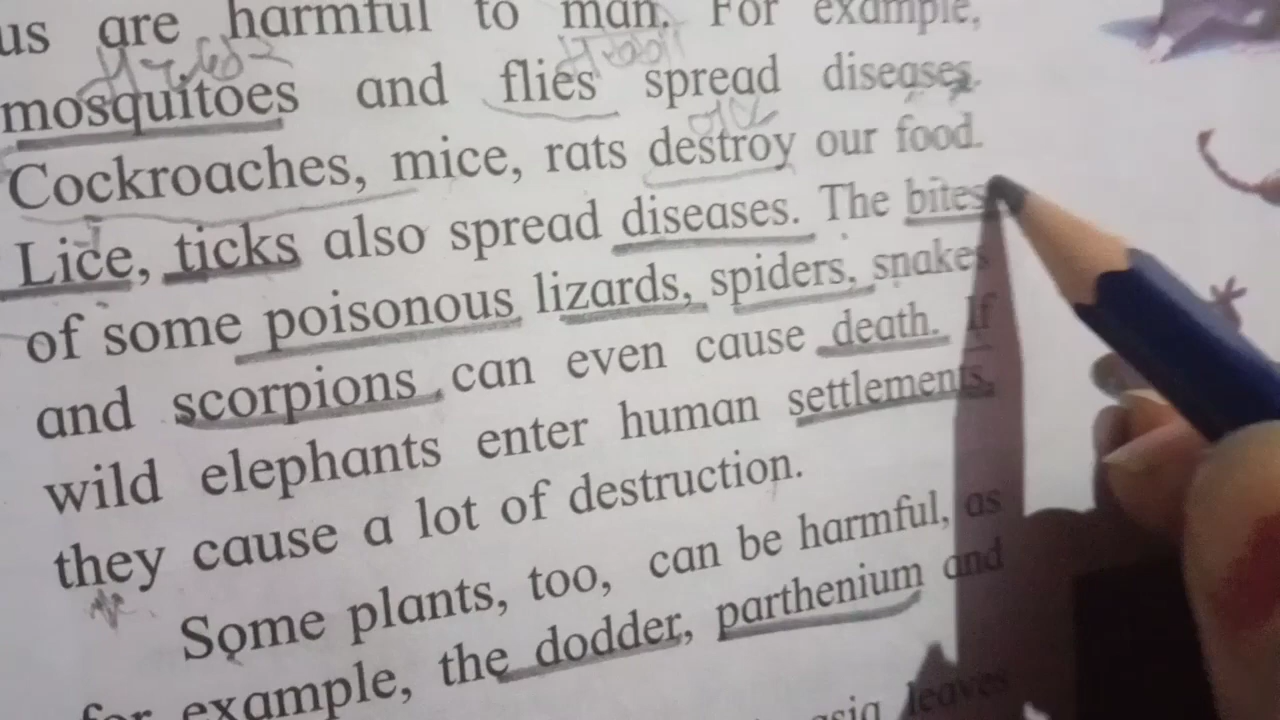 us are harmful to man. For example,
mosquitoes and flies spread diseases.
Cockroaches, mice, rats destroy our food.
Lice, ticks also spread diseases. The bites
of some poisonous lizards, spiders, snakes
and scorpions can even cause death. If
wild elephants enter human settlements,
they cause a lot of destruction.
Some plants, too, can be harmful, as
for example, the dodder, parthenium and
leaves